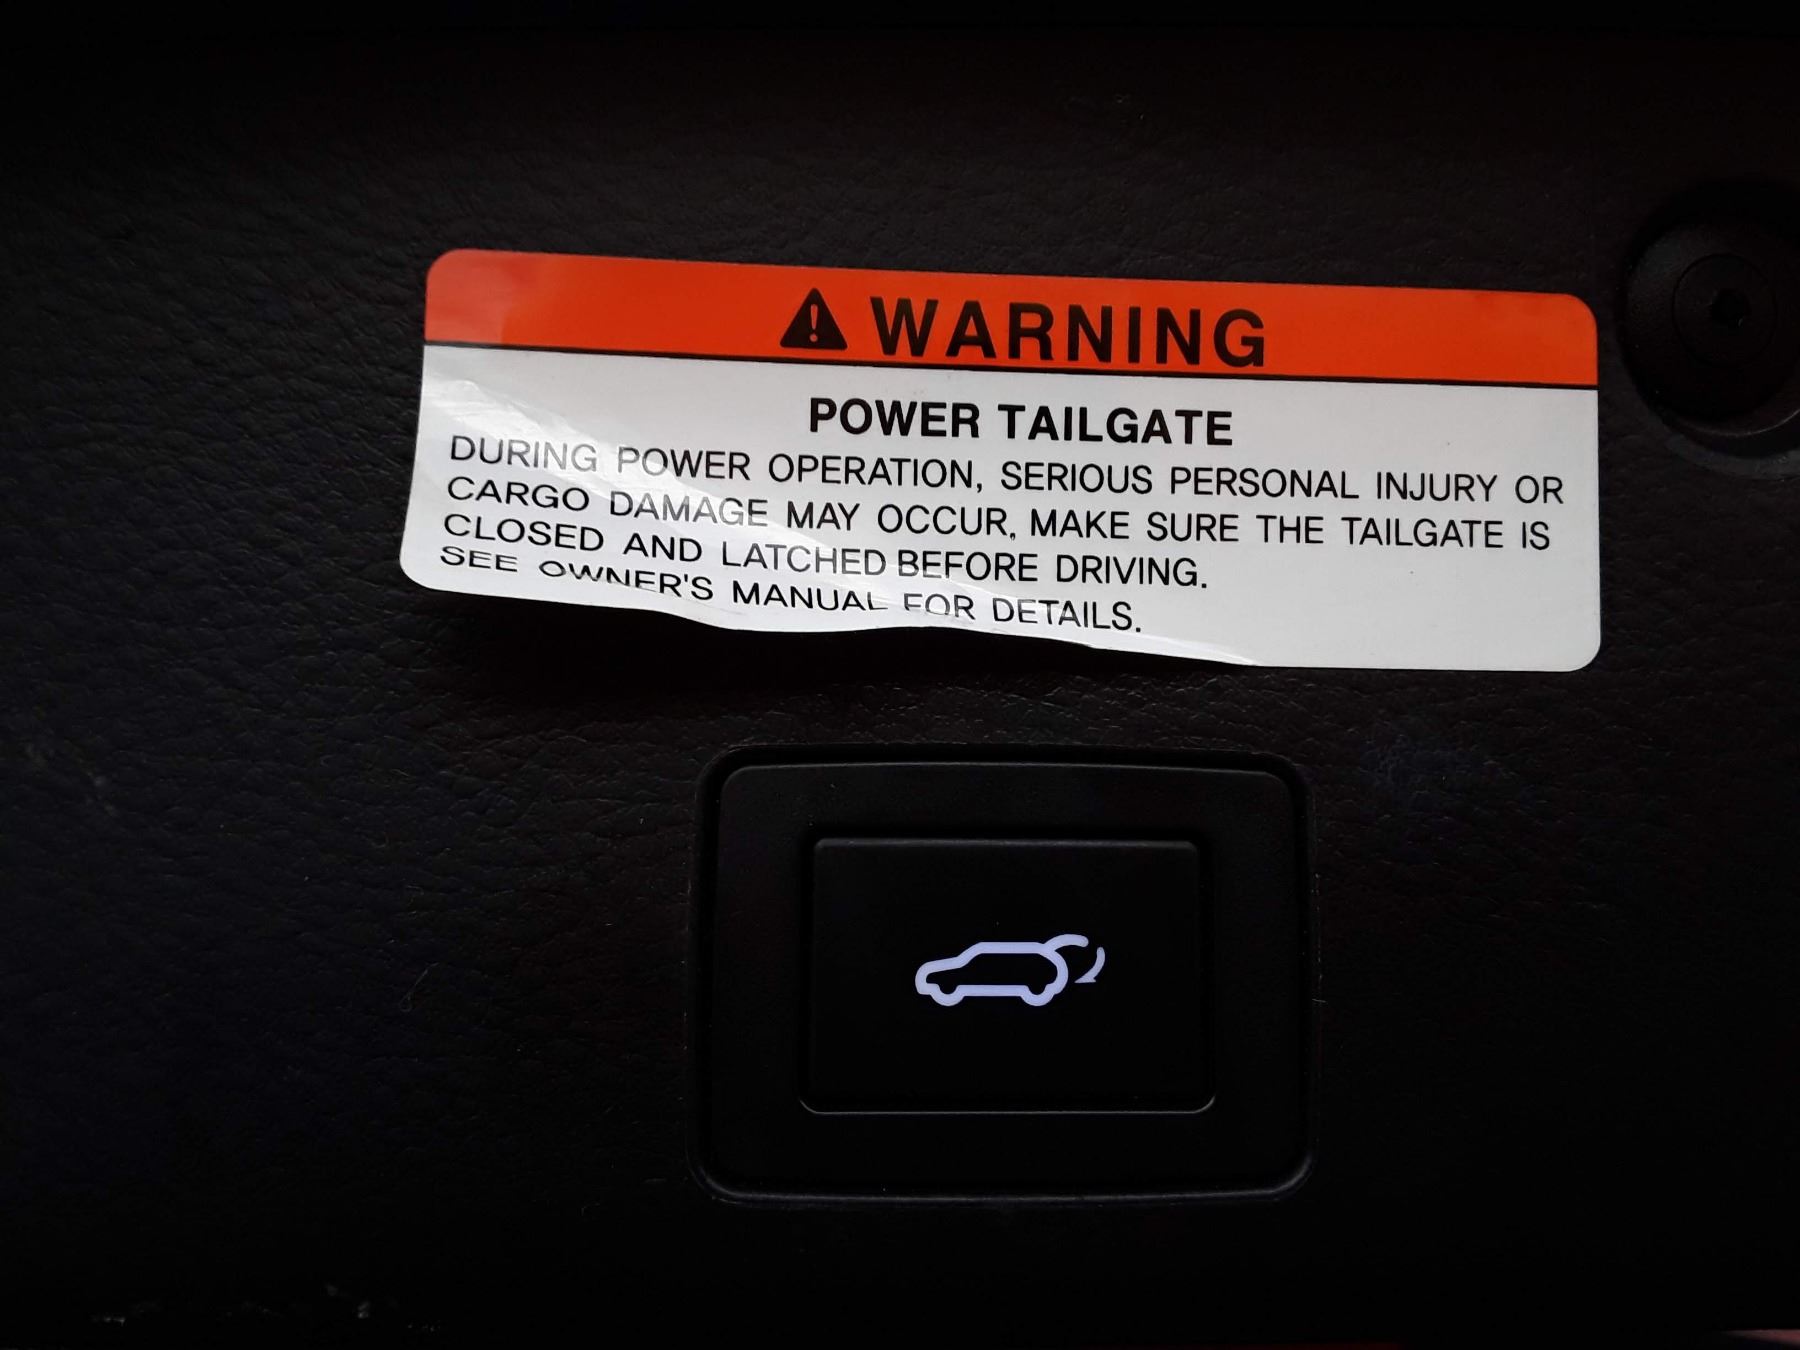 WARNING
POWER TAILGATE
DURING POWER OPERATION, SERIOUS PERSONAL INJURY OR
CARGO DAMAGE MAY OCCUR, MAKE SURE THE TAILGATE IS
CLOSED AND LATCHED BEFORE DRIVING.
SEE OWNER'S MANUAL FOR DETAILS.